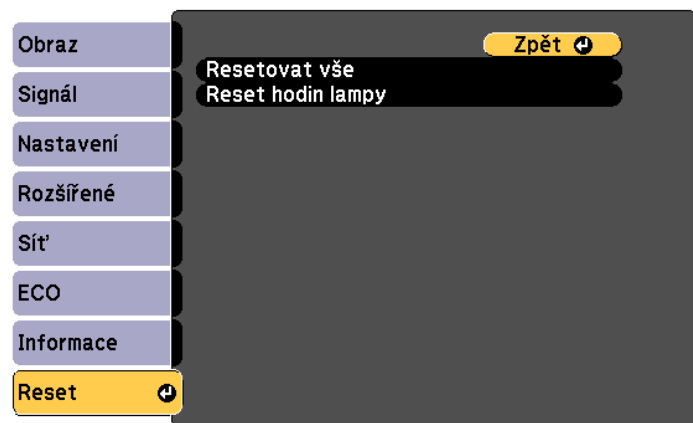 Obraz
Signál
Nastavení
Rozšířené
Síť
ECO
Informace
Reset
Zpět
Resetovat vše
Reset hodin lampy